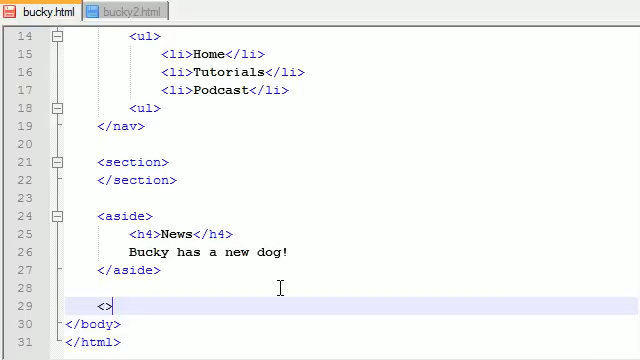 bucky.html bucky2.html
14 <ul>
15 <li>Home</li>
16 <li>Tutorials</li>
17 <li>Podcast</li>
18 <ul>
19 </nav>
20
21 <section>
22 </section>
23
24 <aside>
25 <h4>News</h4>
26 Bucky has a new dog!
27 </aside>
28
29 <>
30 </body>
31 </html>